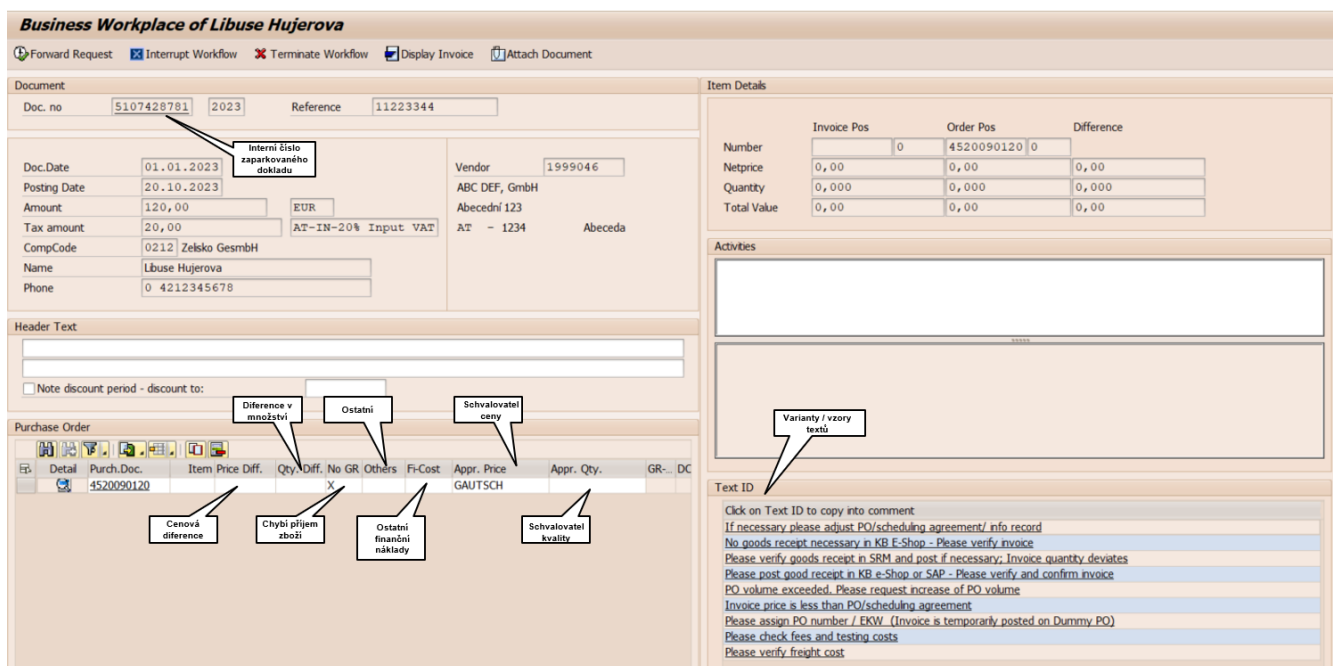 Business Workplace of Libuse Hujerova
Forward Request Interrupt Workflow Terminate Workflow Display Invoice Attach Document
Document
Doc. no 5107428781 2023 Reference 11223344
Interní číslo
zaparkovaného
dokladu
Doc.Date 01.01.2023
Posting Date 20.10.2023
Amount 120,00 EUR
Tax amount 20,00 AT-IN-20% Input VAT
CompCode 0212 Zelisko GesmbH
Name Libuse Hujerova
Phone 0 4212345678
Vendor 1999046
ABC DEF, GmbH
Abecední 123
AT - 1234 Abeceda
Header Text
Note discount period - discount to:
Diference v
množství
Ostatní
Schvalovatel
ceny
Purchase Order
Detail Purch.Doc. Item Price Diff. Qty. Diff. No GR Others Fi-Cost Appr. Price Appr. Qty. GR-... DC
4520090120 X GAUTSCH
Cenová
diference
Chybí příjem
zboží
Ostatní
finanční
náklady
Schvalovatel
kvality
Item Details
Invoice Pos Order Pos Difference
Number 0 4520090120 0
Netprice 0,00 0,00 0,00
Quantity 0,000 0,000 0,000
Total Value 0,00 0,00 0,00
Activities
Varianty / vzory
textů
Text ID
Click on Text ID to copy into comment
If necessary please adjust PO/scheduling agreement/ info record
No goods receipt necessary in KB E-Shop - Please verify invoice
Please verify goods receipt in SRM and post if necessary; Invoice quantity deviates
Please post good receipt in KB e-Shop or SAP - Please verify and confirm invoice
PO volume exceeded. Please request increase of PO volume
Invoice price is less than PO/scheduling agreement
Please assign PO number / EKW (Invoice is temporarily posted on Dummy PO)
Please check fees and testing costs
Please verify freight cost